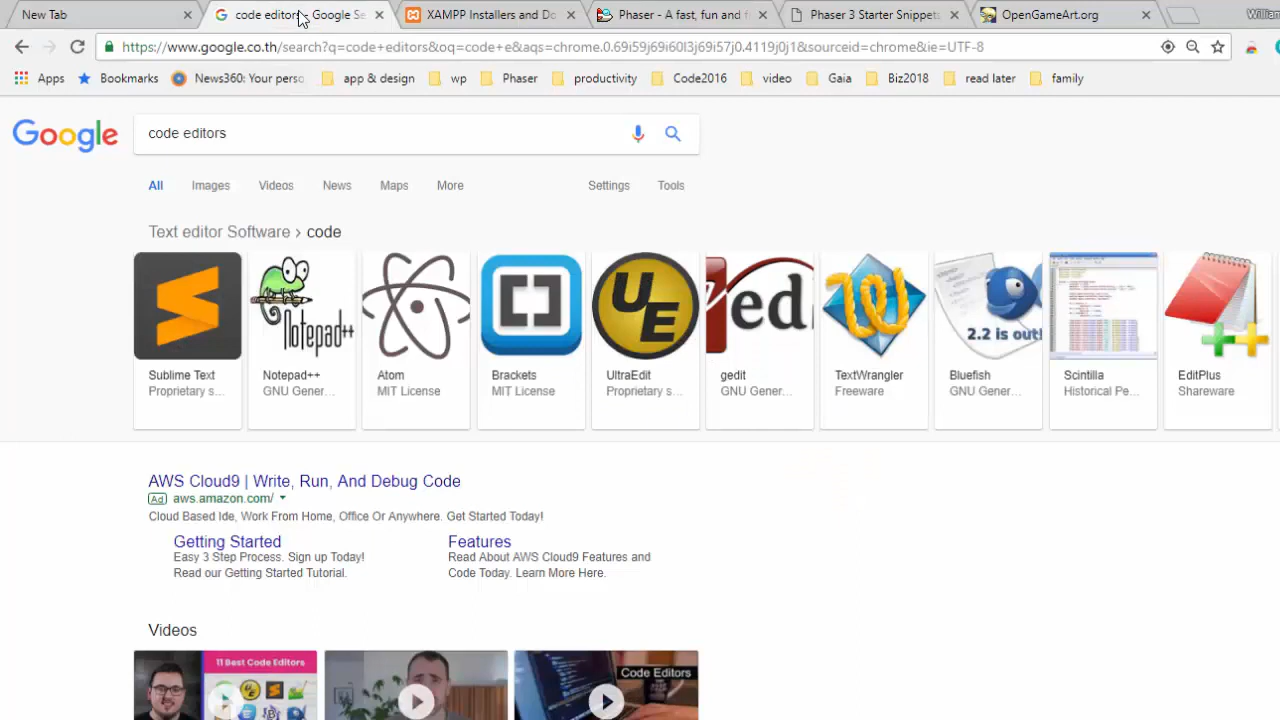 New Tab
code editors - Google Se
XAMPP Installers and Do
Phaser - A fast, fun and f
Phaser 3 Starter Snippets
OpenGameArt.org
William
https://www.google.co.th/search?q=code+editors&oq=code+e&aqs=chrome.0.69i59j69i60l3j69i57j0.4119j0j1&sourceid=chrome&ie=UTF-8
Apps
Bookmarks
News360: Your perso
app & design
wp
Phaser
productivity
Code2016
video
Gaia
Biz2018
read later
family
Google
code editors
All
Images
Videos
News
Maps
More
Settings
Tools
Text editor Software > code
UE
Notepad++
edi
2.2 is out!
Sublime Text
Proprietary s...
Notepad++
GNU Gener...
Atom
MIT License
Brackets
MIT License
UltraEdit
Proprietary s...
gedit
GNU Gener...
TextWrangler
Freeware
Bluefish
GNU Gener...
Scintilla
Historical Pe...
EditPlus
Shareware
AWS Cloud9 | Write, Run, And Debug Code
Ad aws.amazon.com/
Cloud Based Ide, Work From Home, Office Or Anywhere. Get Started Today!
Getting Started
Easy 3 Step Process. Sign up Today!
Read our Getting Started Tutorial.
Features
Read About AWS Cloud9 Features and
Code Today. Learn More Here.
Videos
11 Best Code Editors
Code Editors